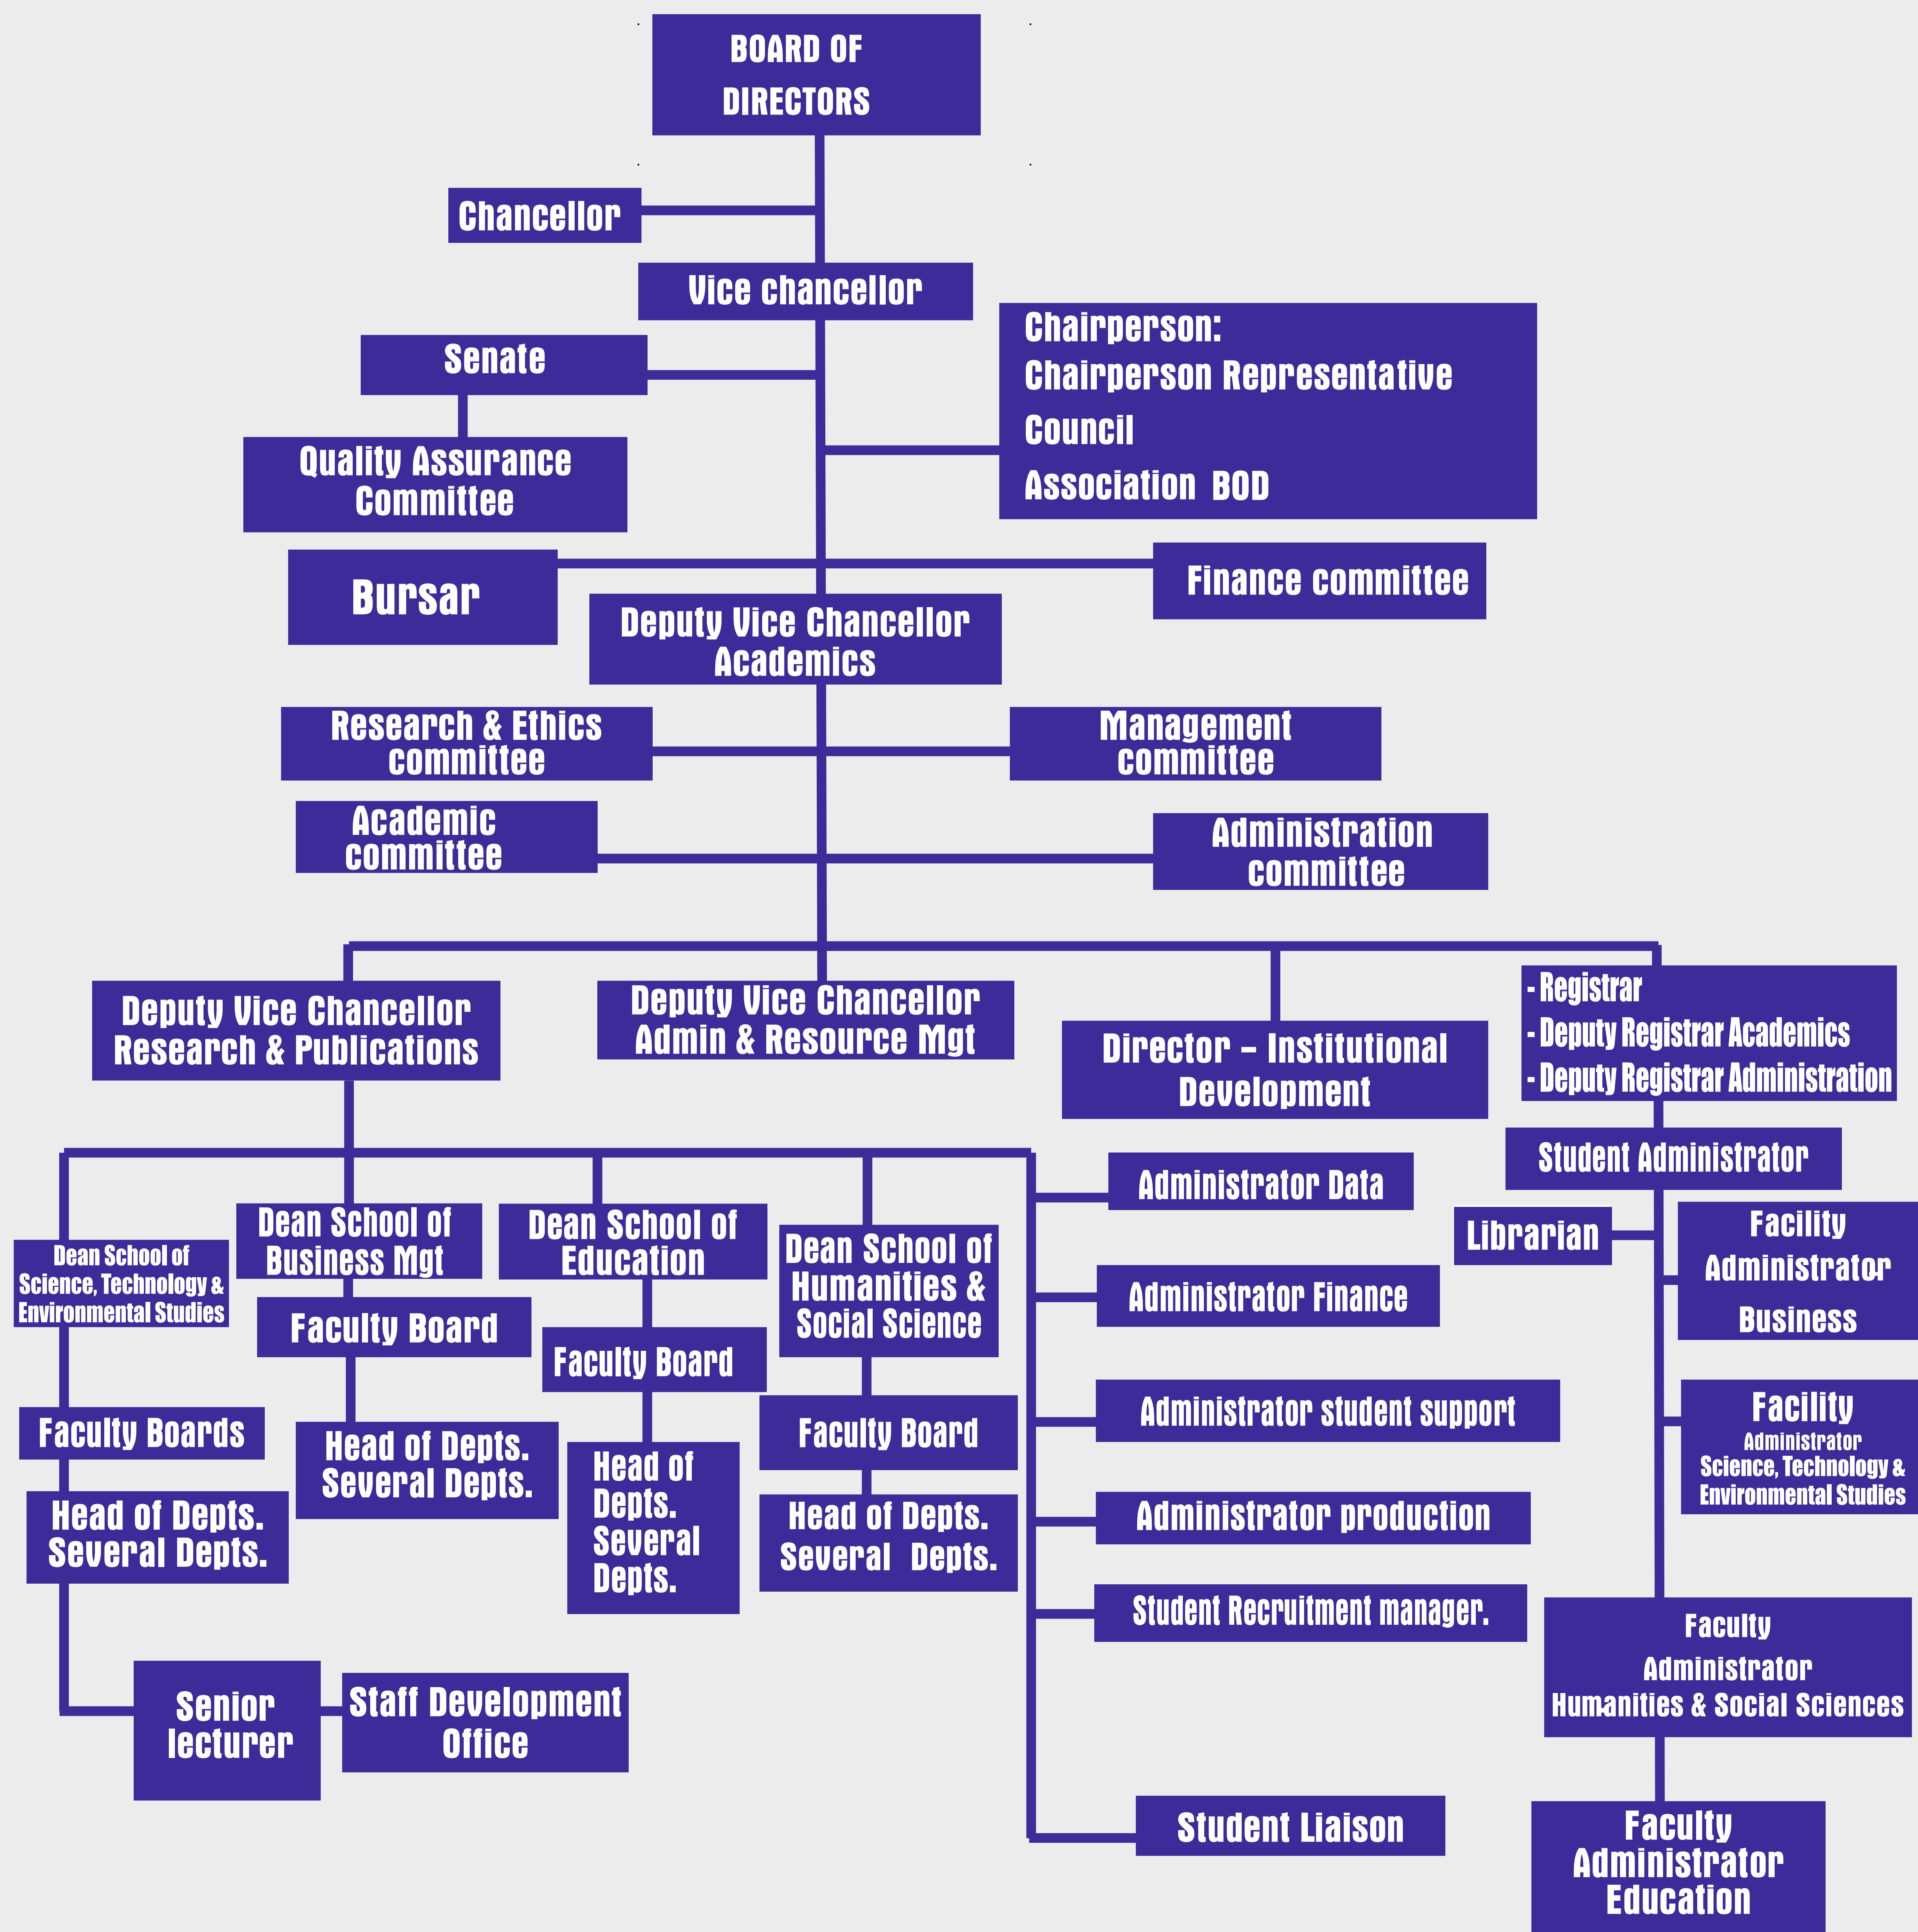 BOARD OF
DIRECTORS
Chancellor
Vice chancellor
Senate
Chairperson:
Chairperson Representative
Council
Association BOD
Quality Assurance
Committee
Bursar
Finance committee
Deputy Vice Chancellor
Academics
Research & Ethics
committee
Management
committee
Academic
committee
Administration
committee
Deputy Vice Chancellor
Research & Publications
Deputy Vice Chancellor
Admin & Resource Mgt
Director – Institutional
Development
- Registrar
- Deputy Registrar Academics
- Deputy Registrar Administration
Student Administrator
Librarian
Facility
Administrator
Business
Facility
Administrator
Science, Technology &
Environmental Studies
Faculty
Administrator
Humanities & Social Sciences
Faculty
Administrator
Education
Administrator Data
Administrator Finance
Administrator student support
Administrator production
Student Recruitment manager.
Student Liaison
Dean School of
Science, Technology &
Environmental Studies
Faculty Boards
Head of Depts.
Several Depts.
Senior
lecturer
Staff Development
Office
Dean School of
Business Mgt
Faculty Board
Head of Depts.
Several Depts.
Dean School of
Education
Faculty Board
Head of
Depts.
Several
Depts.
Dean School of
Humanities &
Social Science
Faculty Board
Head of Depts.
Several Depts.